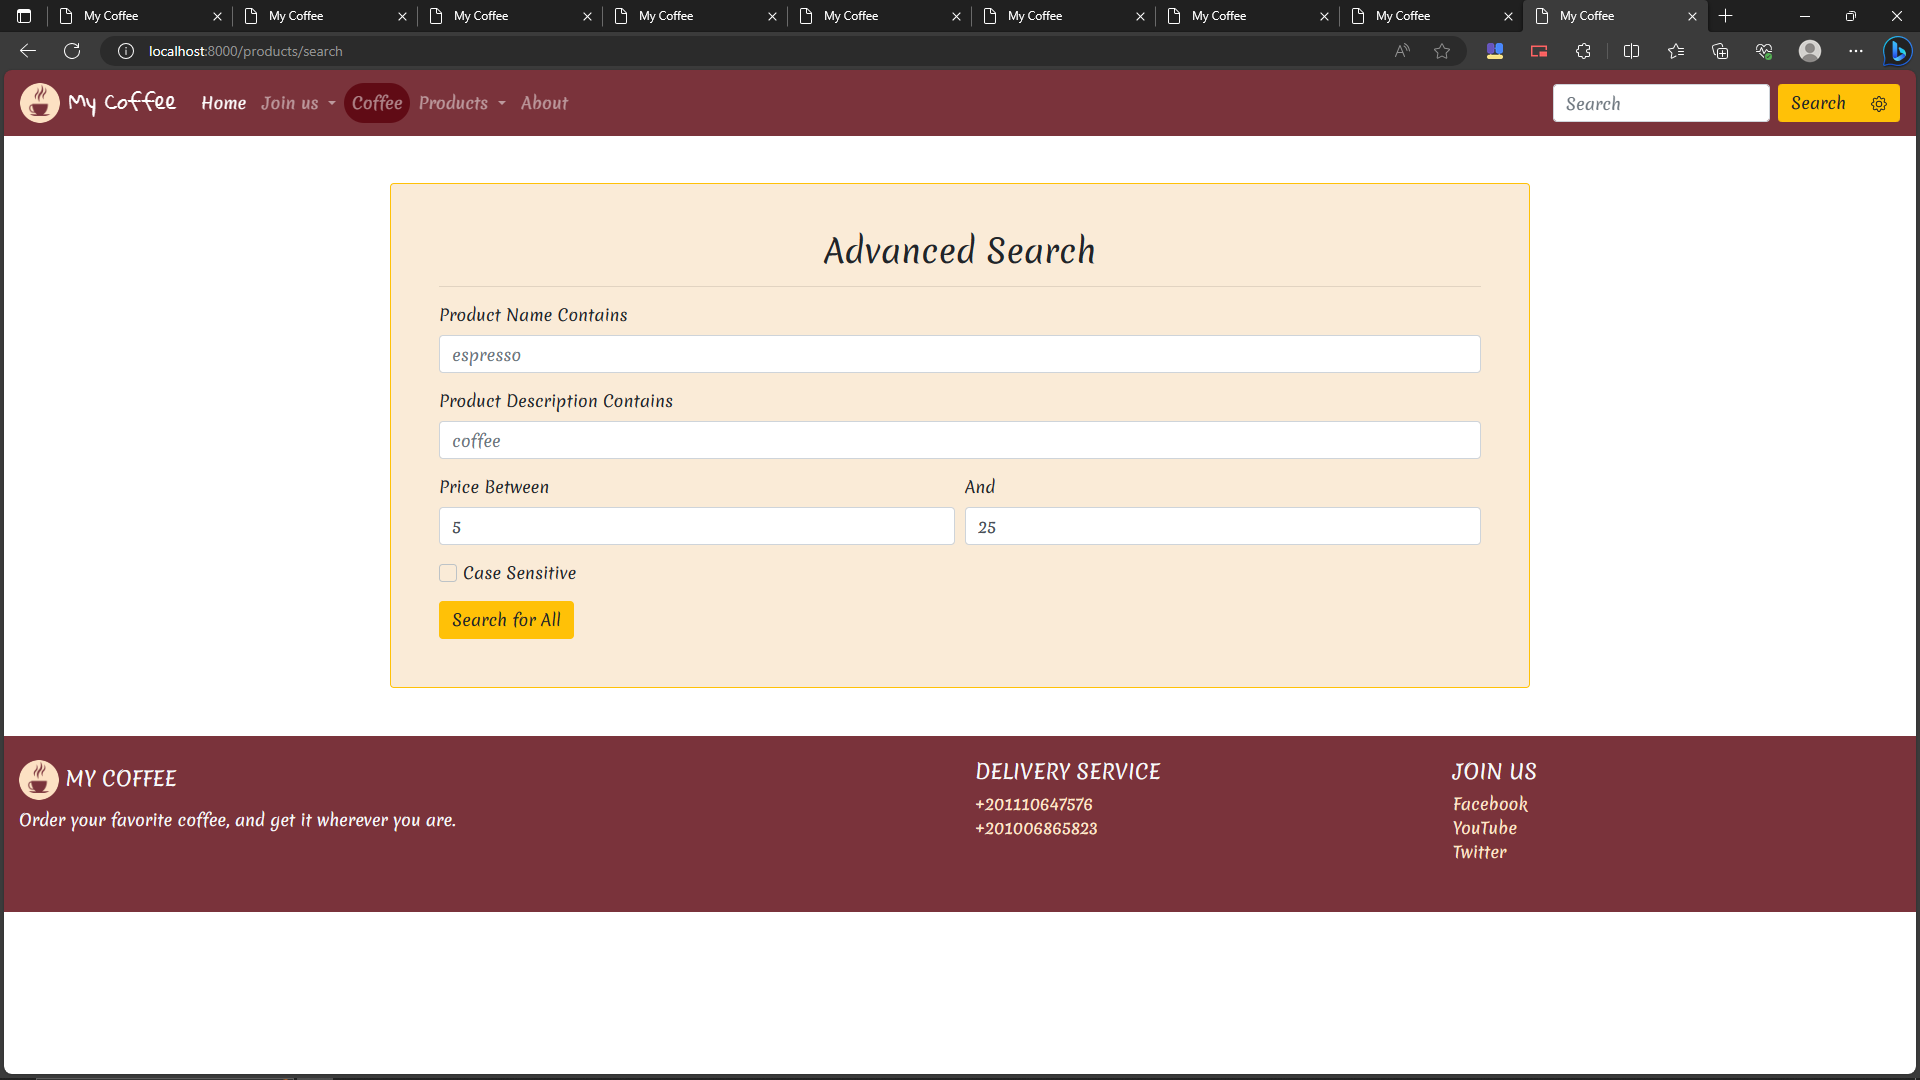 My Coffee My Coffee My Coffee My Coffee My Coffee My Coffee My Coffee My Coffee My Coffee
localhost:8000/products/search
My Coffee Home Join us Coffee Products About Search Search
Advanced Search
Product Name Contains
espresso
Product Description Contains
coffee
Price Between And
5 25
Case Sensitive
Search for All
MY COFFEE
Order your favorite coffee, and get it wherever you are.
DELIVERY SERVICE
+201110647576
+201006865823
JOIN US
Facebook
YouTube
Twitter